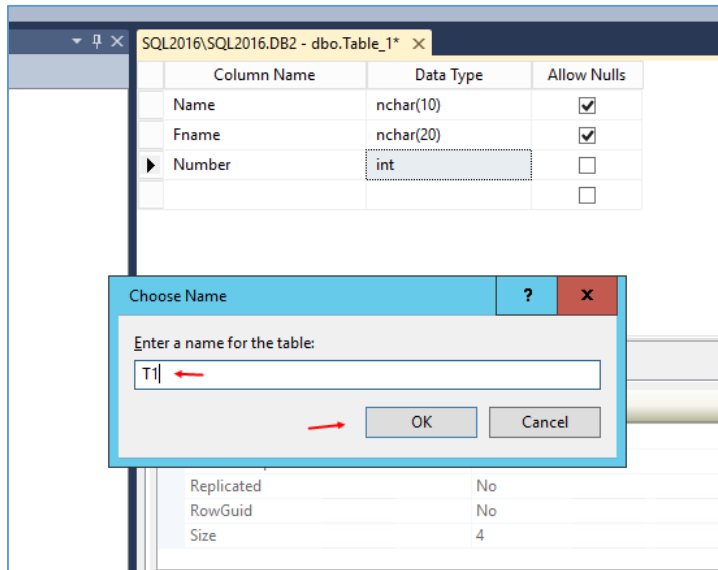 SQL2016\SQL2016.DB2 - dbo.Table_1*
Column Name Data Type Allow Nulls
Name nchar(10)
Fname nchar(20)
Number int
Choose Name ? x
Enter a name for the table:
T1
OK Cancel
Replicated No
RowGuid No
Size 4